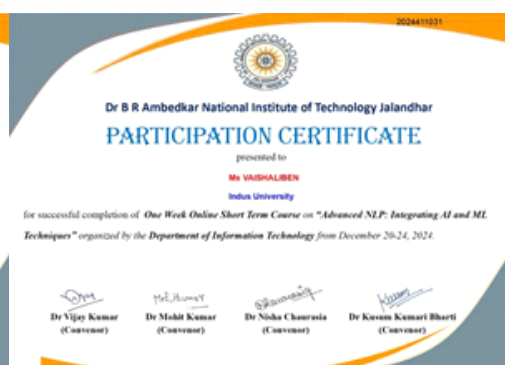 2024411031
Dr B R Ambedkar National Institute of Technology Jalandhar
PARTICIPATION CERTIFICATE
presented to
Ms VAISHALIBEN
Indus University
for successful completion of One Week Online Short Term Course on “Advanced NLP: Integrating AI and ML
Techniques” organized by the Department of Information Technology from December 20-24, 2024.
Dr Vijay Kumar Dr Mohit Kumar Dr Nisha Chaurasia Dr Kusum Kumari Bharti
(Convenor) (Convenor) (Convenor) (Convenor)